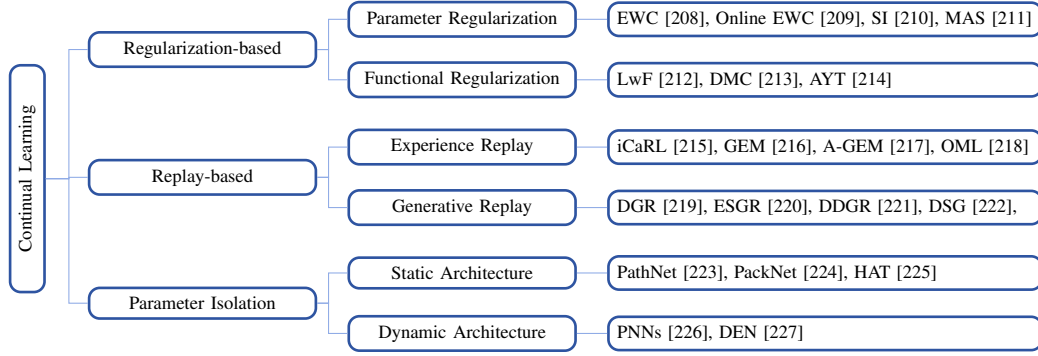 Continual Learning
Regularization-based
Parameter Regularization
EWC [208], Online EWC [209], SI [210], MAS [211]
Functional Regularization
LwF [212], DMC [213], AYT [214]
Replay-based
Experience Replay
iCaRL [215], GEM [216], A-GEM [217], OML [218]
Generative Replay
DGR [219], ESGR [220], DDGR [221], DSG [222],
Parameter Isolation
Static Architecture
PathNet [223], PackNet [224], HAT [225]
Dynamic Architecture
PNNs [226], DEN [227]